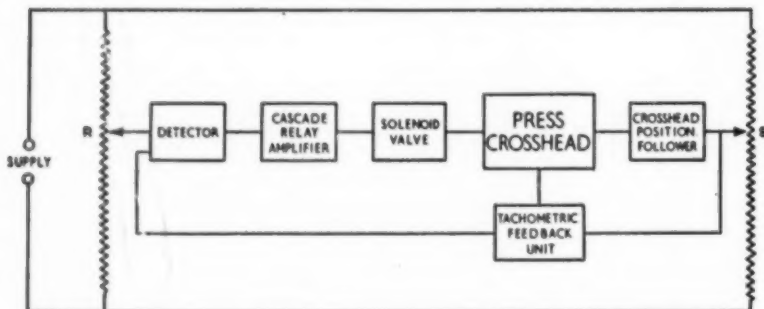 SUPPLY
R
DETECTOR
CASCADE
RELAY
AMPLIFIER
SOLENOID
VALVE
PRESS
CROSSHEAD
CROSSHEAD
POSITION
FOLLOWER
S
TACHOMETRIC
FEEDBACK
UNIT